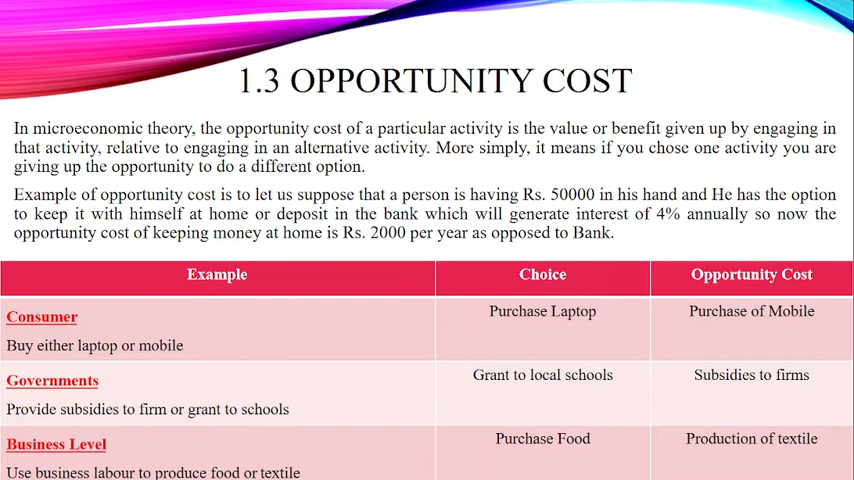 1.3 OPPORTUNITY COST
In microeconomic theory, the opportunity cost of a particular activity is the value or benefit given up by engaging in
that activity, relative to engaging in an alternative activity. More simply, it means if you chose one activity you are
giving up the opportunity to do a different option.
Example of opportunity cost is to let us suppose that a person is having Rs. 50000 in his hand and He has the option
to keep it with himself at home or deposit in the bank which will generate interest of 4% annually so now the
opportunity cost of keeping money at home is Rs. 2000 per year as opposed to Bank.
Example Choice Opportunity Cost
Consumer Purchase Laptop Purchase of Mobile
Buy either laptop or mobile
Governments Grant to local schools Subsidies to firms
Provide subsidies to firm or grant to schools
Business Level Purchase Food Production of textile
Use business labour to produce food or textile